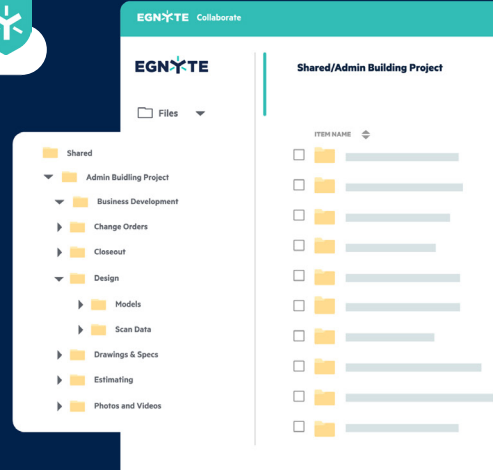 EGNYTE Collaborate
EGNYTE
Shared/Admin Building Project
Files
ITEM NAME
Shared
Admin Buidling Project
Business Development
Change Orders
Closeout
Design
Models
Scan Data
Drawings & Specs
Estimating
Photos and Videos